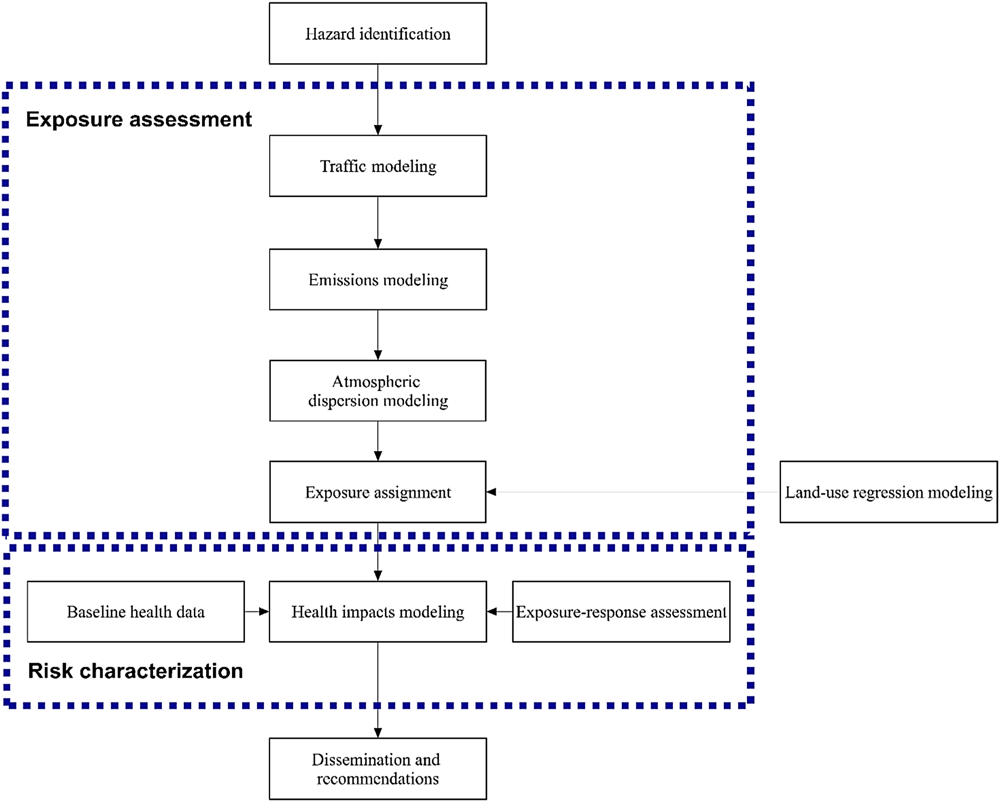 Hazard identification
Exposure assessment
Traffic modeling
Emissions modeling
Atmospheric
dispersion modeling
Exposure assignment
Land-use regression modeling
Baseline health data
Health impacts modeling
Exposure-response assessment
Risk characterization
Dissemination and
recommendations